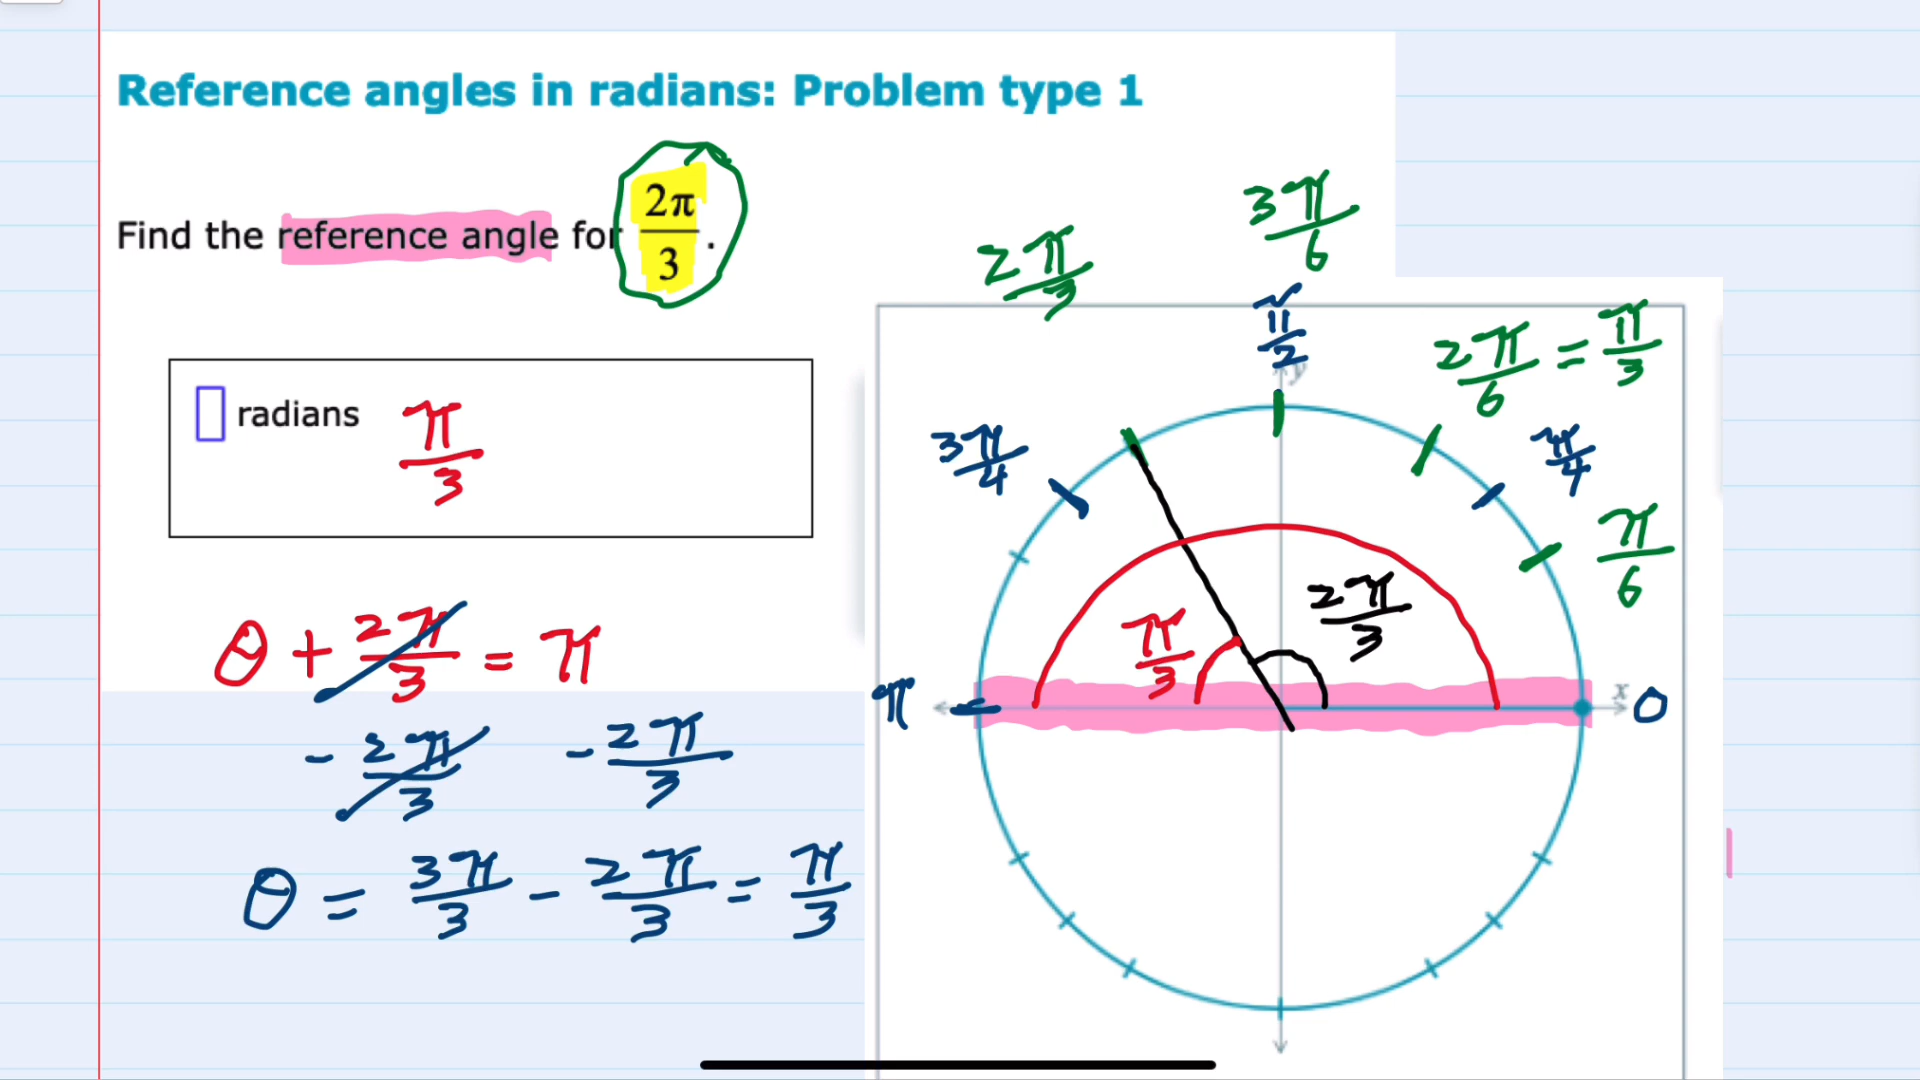 Reference angles in radians: Problem type 1
Find the reference angle for 2π/3.
radians π/3
θ + 2π/3 = π
- 2π/3 - 2π/3
θ = 3π/3 - 2π/3 = π/3
3π/6
2π/3
π/2
y
2π/6 = π/3
3π/4
π/4
π/6
2π/3
π/3
π
x
0